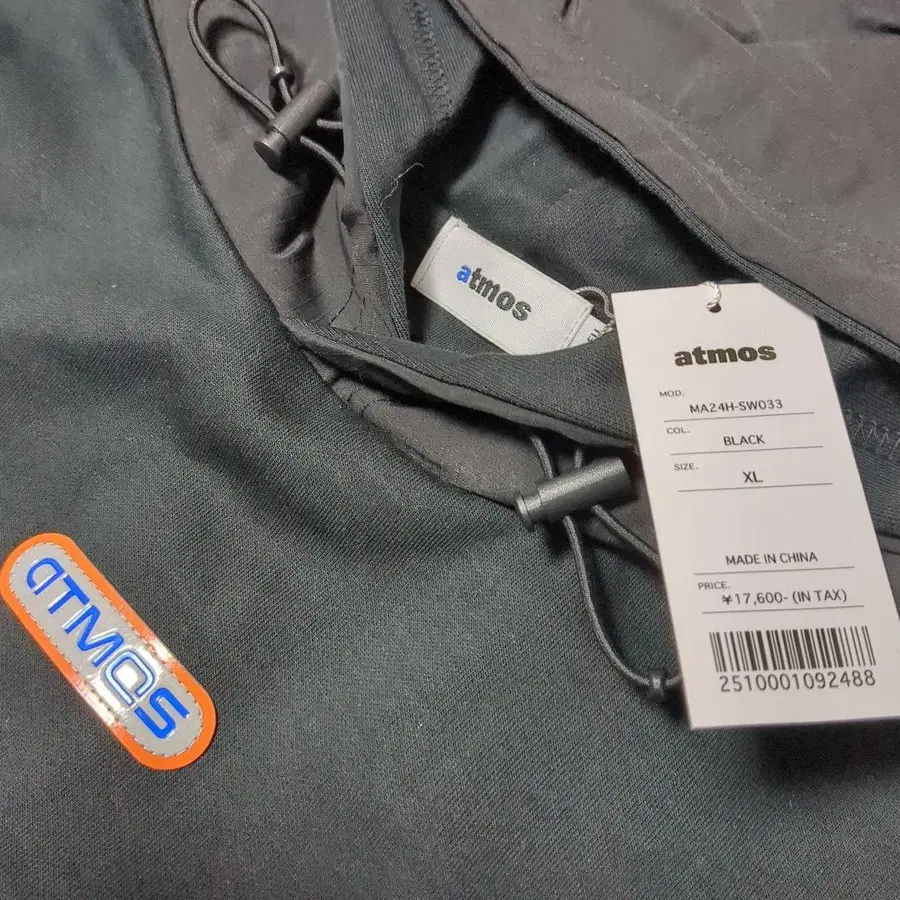 atmos
atmos
MOD.
MA24H-SW033
COL.
BLACK
SIZE.
XL
MADE IN CHINA
PRICE.
¥17,600- (IN TAX)
2510001092488
ATMOS